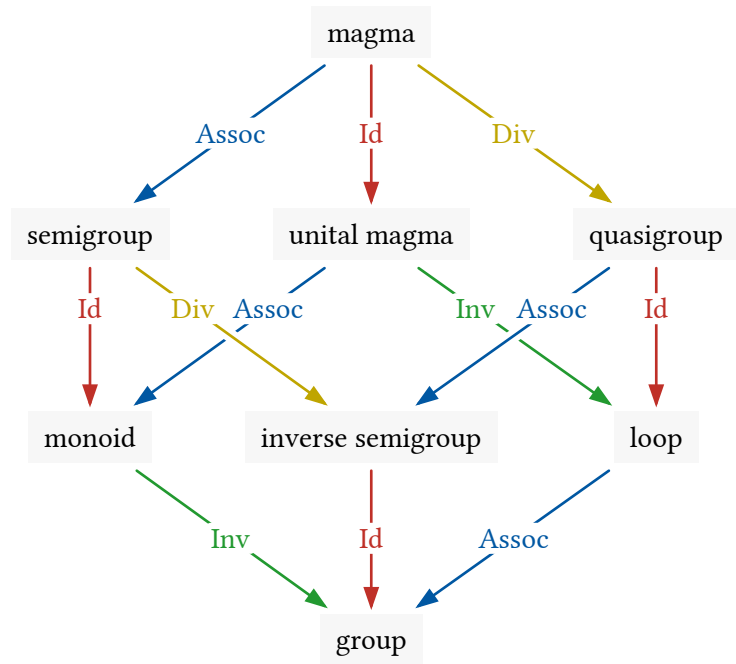 magma
Assoc
Id
Div
semigroup
unital magma
quasigroup
Id
Div
Assoc
Inv
Assoc
Id
monoid
inverse semigroup
loop
Inv
Id
Assoc
group